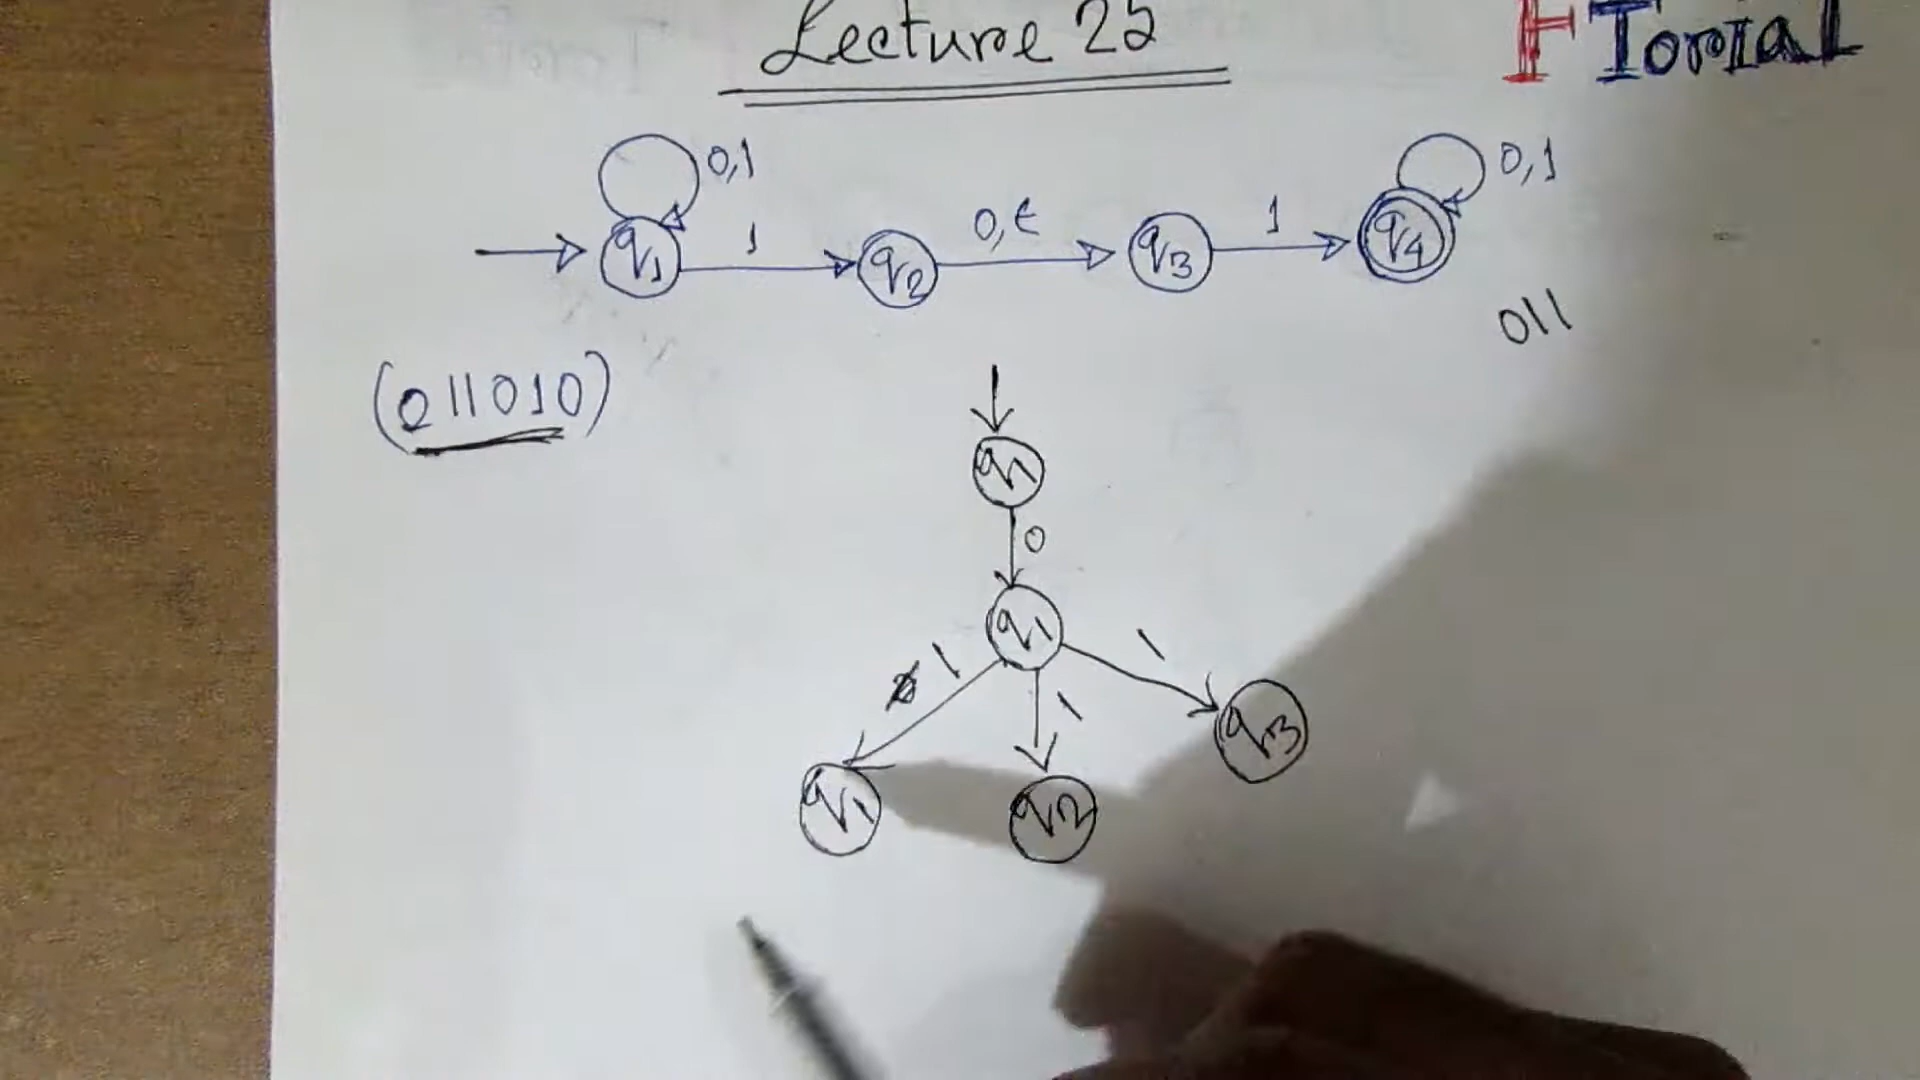 Lecture 25
FTorial
0,1
0,1
q1
1
q2
0,ϵ
q3
1
q4
011
(011010)
q1
0
q1
1
1
1
q3
q1
q2